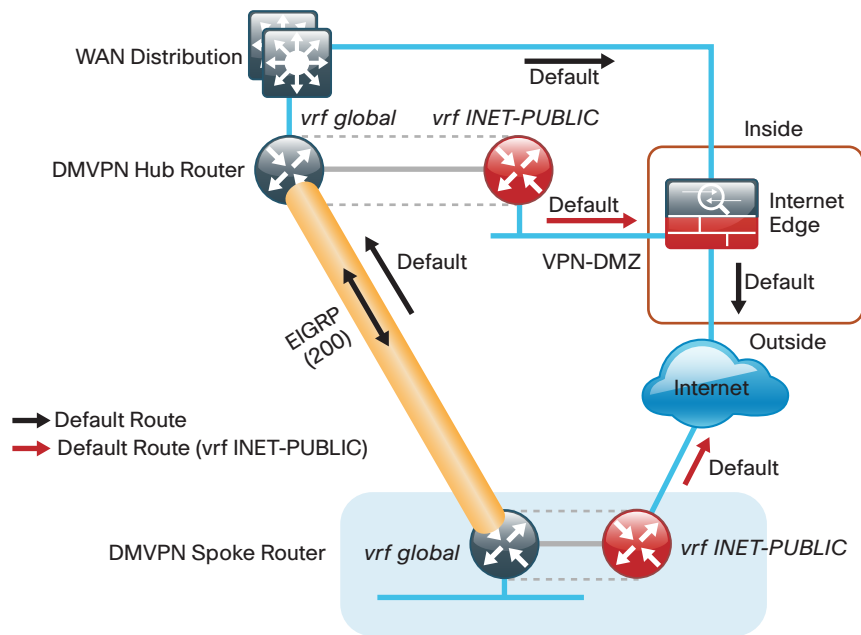 WAN Distribution
Default
vrf global
vrf INET-PUBLIC
Inside
DMVPN Hub Router
Default
Internet
Edge
VPN-DMZ
Default
Default
EIGRP
(200)
Outside
Internet
Default Route
Default Route (vrf INET-PUBLIC)
Default
DMVPN Spoke Router
vrf global
vrf INET-PUBLIC